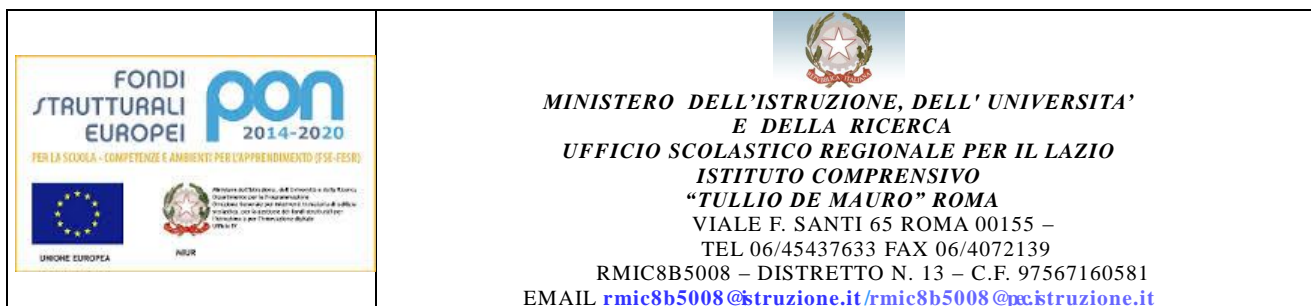 FONDI
STRUTTURALI
EUROPEI
pon
2014-2020
PER LA SCUOLA - COMPETENZE E AMBIENTI PER L'APPRENDIMENTO (FSE-FESR)
UNIONE EUROPEA
MIUR
REPUBBLICA ITALIANA
MINISTERO DELL’ISTRUZIONE, DELL' UNIVERSITA’
E DELLA RICERCA
UFFICIO SCOLASTICO REGIONALE PER IL LAZIO
ISTITUTO COMPRENSIVO
“TULLIO DE MAURO” ROMA
VIALE F. SANTI 65 ROMA 00155 –
TEL 06/45437633 FAX 06/4072139
RMIC8B5008 – DISTRETTO N. 13 – C.F. 97567160581
EMAIL rmic8b5008@istruzione.it/rmic8b5008@pec.istruzione.it